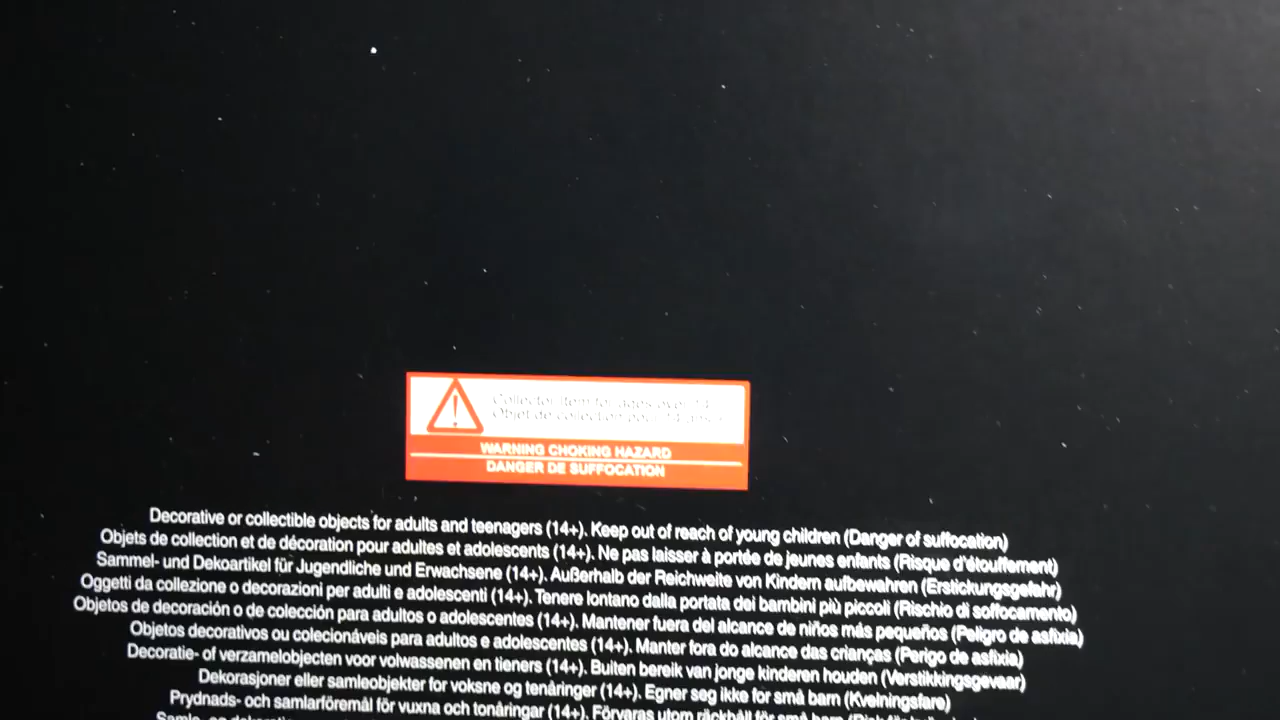 Collector item for ages over 14
Objet de collection pour 14 ans
WARNING CHOKING HAZARD
DANGER DE SUFFOCATION
Decorative or collectible objects for adults and teenagers (14+). Keep out of reach of young children (Danger of suffocation)
Objets de collection et de décoration pour adultes et adolescents (14+). Ne pas laisser à portée de jeunes enfants (Risque d'étouffement)
Sammel- und Dekoartikel für Jugendliche und Erwachsene (14+). Außerhalb der Reichweite von Kindern aufbewahren (Erstickungsgefahr)
Oggetti da collezione o decorazioni per adulti e adolescenti (14+). Tenere lontano dalla portata dei bambini più piccoli (Rischio di soffocamento)
Objetos de decoración o de colección para adultos o adolescentes (14+). Mantener fuera del alcance de niños más pequeños (Peligro de asfixia)
Objetos decorativos ou colecionáveis para adultos e adolescentes (14+). Manter fora do alcance das crianças (Perigo de asfixia)
Decoratie- of verzamelobjecten voor volwassenen en tieners (14+). Buiten bereik van jonge kinderen houden (Verstikkingsgevaar)
Dekorasjoner eller samleobjekter for voksne og tenåringer (14+). Egner seg ikke for små barn (Kvelningsfare)
Prydnads- och samlarföremål för vuxna och tonåringar (14+). Förvaras utom räckhåll för små barn